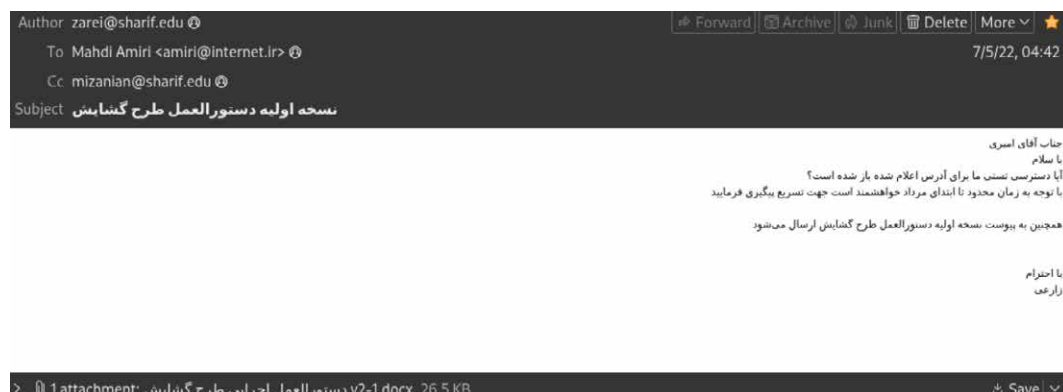 Author zarei@sharif.edu
Forward Archive Junk Delete More
To Mahdi Amiri <amiri@internet.ir>
7/5/22, 04:42
Cc mizanian@sharif.edu
Subject نسخه اولیه دستورالعمل طرح گشایش
جناب آقای امیری
با سلام
آیا دسترسی تستی ما برای آدرس اعلام شده باز شده است؟
با توجه به زمان محدود تا ابتدای مرداد خواهشمند است جهت تسریع پیگیری فرمایید
همچنین به پیوست نسخه اولیه دستورالعمل طرح گشایش ارسال می‌شود
با احترام
زارعی
1 attachment: دستورالعمل اجرایی طرح گشایش v2-1.docx 26.5 KB
Save